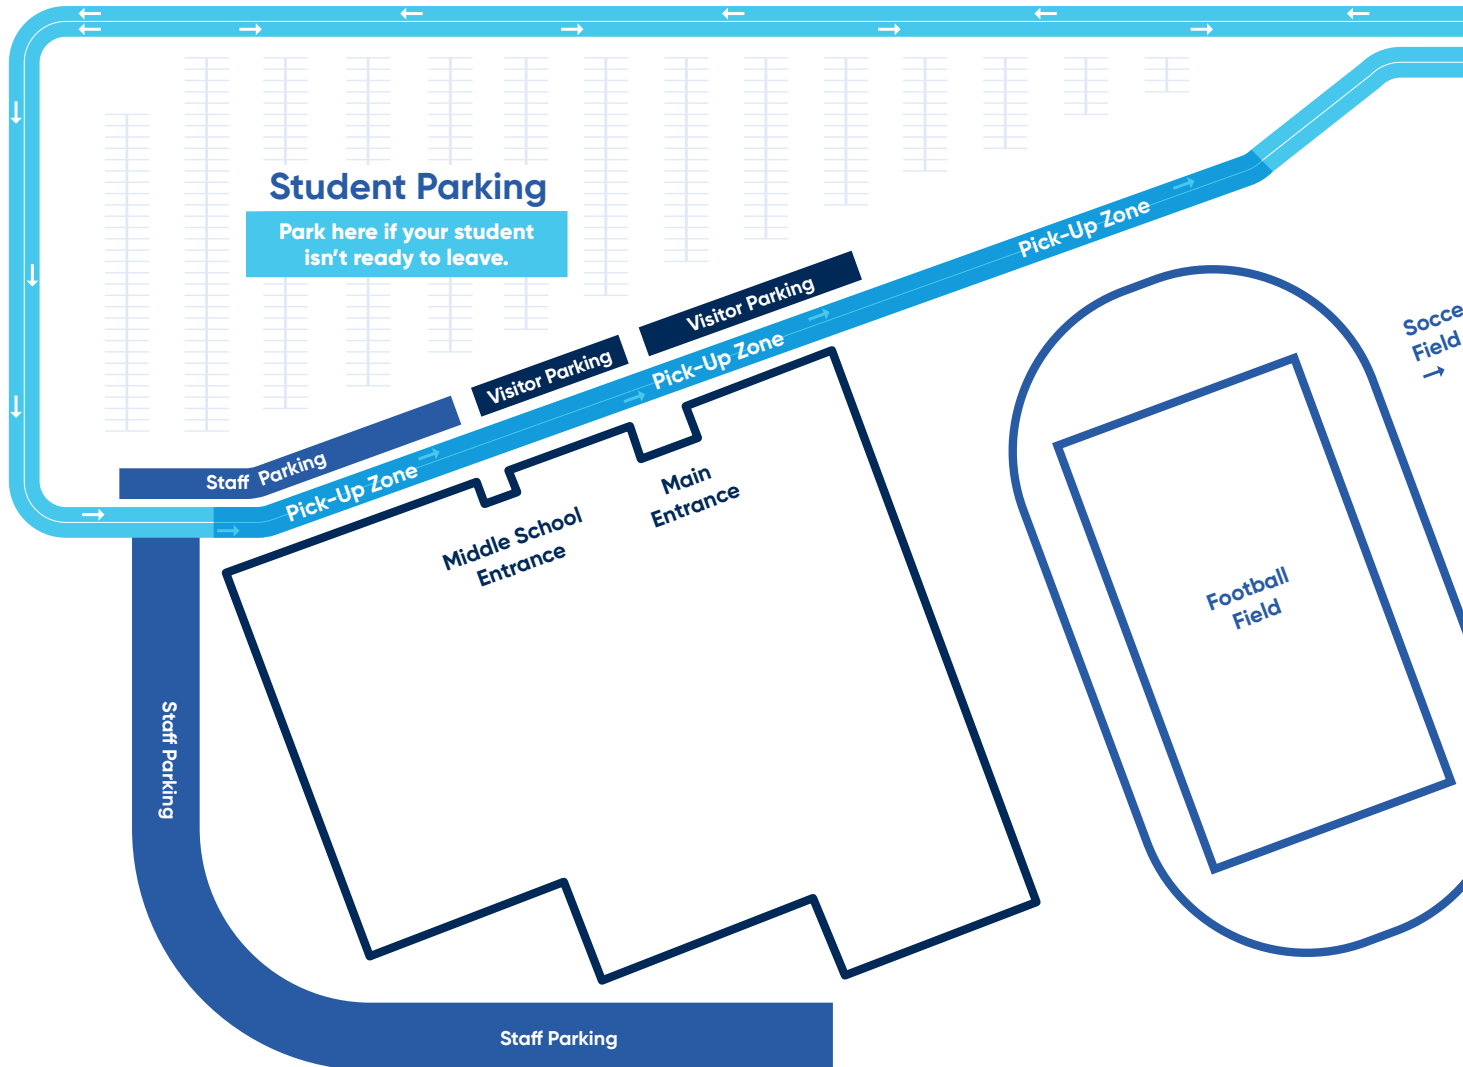 Student Parking
Park here if your student
isn't ready to leave.
Pick-Up Zone
Visitor Parking
Socce
Field
Visitor Parking
Pick-Up Zone
Staff Parking
Pick-Up Zone
Main
Entrance
Middle School
Entrance
Football
Field
Staff Parking
Staff Parking